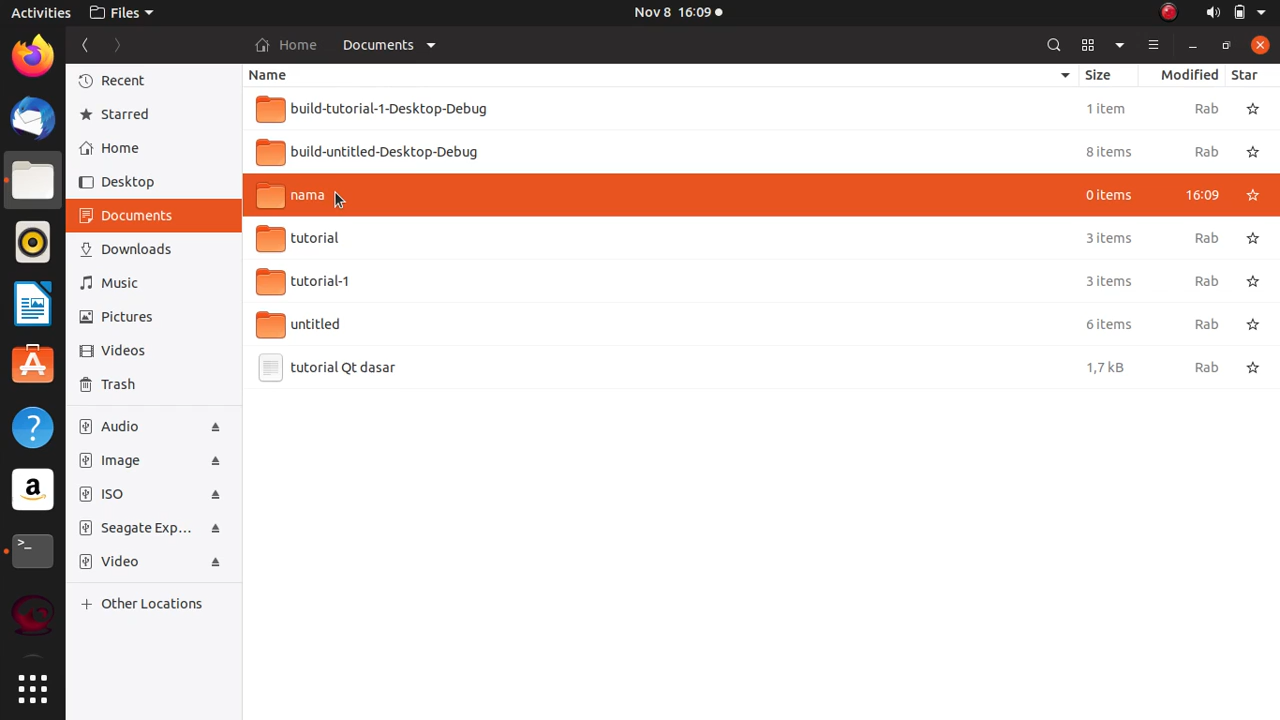 Activities Files Nov 8 16:09
Home Documents
Name Size Modified Star
Recent
Starred
Home
Desktop
Documents
Downloads
Music
Pictures
Videos
Trash
Audio
Image
ISO
Seagate Exp...
Video
Other Locations
build-tutorial-1-Desktop-Debug 1 item Rab
build-untitled-Desktop-Debug 8 items Rab
nama 0 items 16:09
tutorial 3 items Rab
tutorial-1 3 items Rab
untitled 6 items Rab
tutorial Qt dasar 1,7 kB Rab
?
a
>_